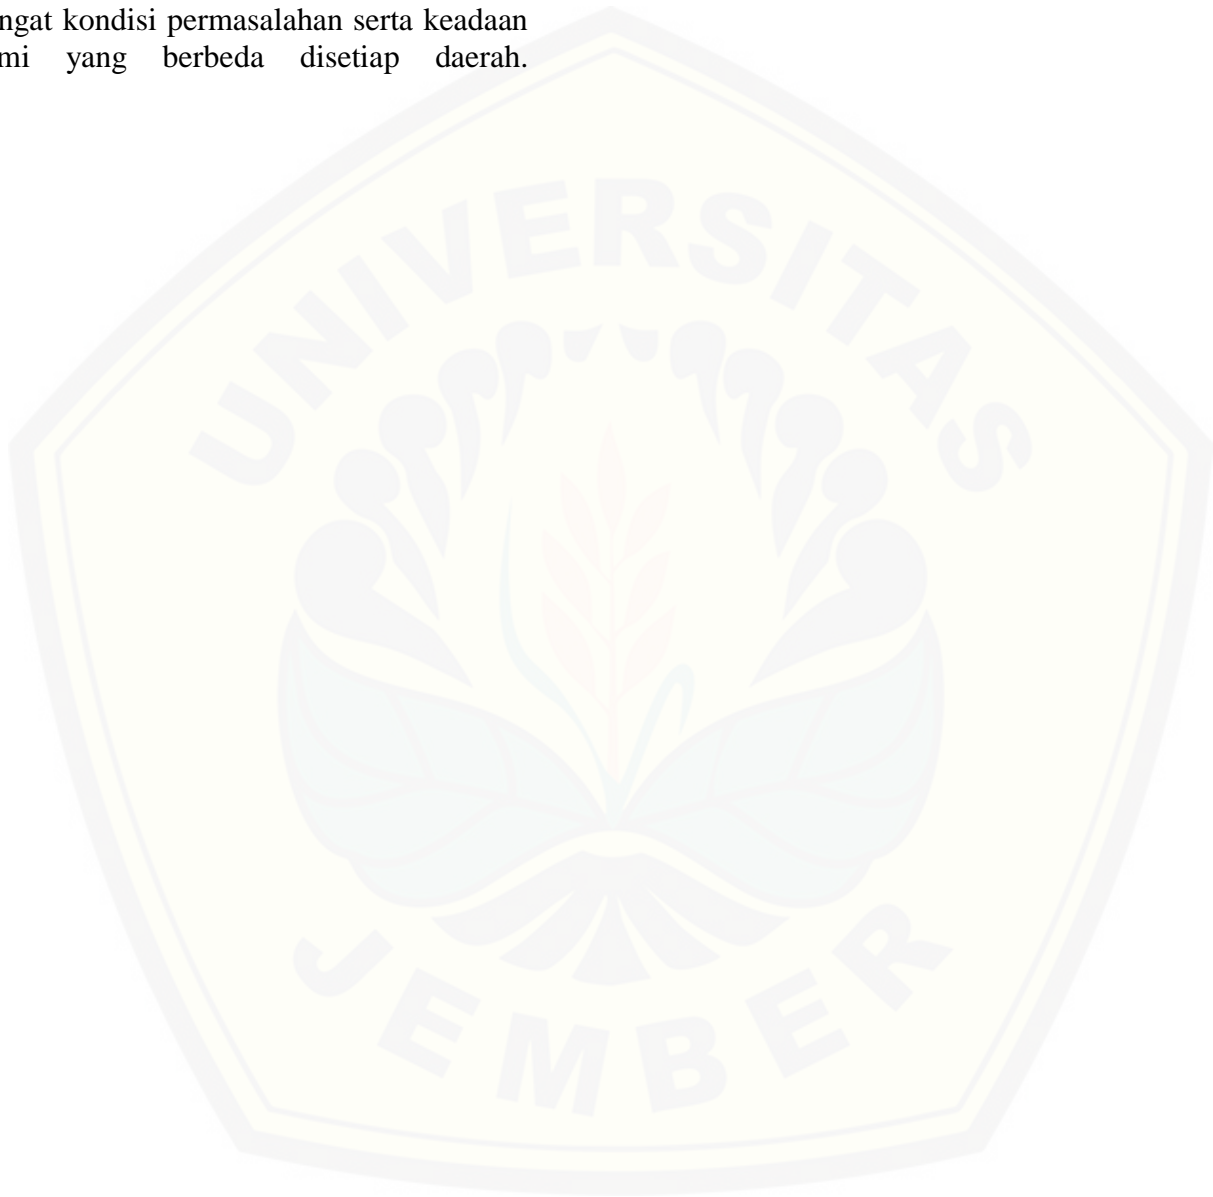 ngat kondisi permasalahan serta keadaan
mi yang berbeda disetiap daerah.
UNIVERSITAS
JEMBER